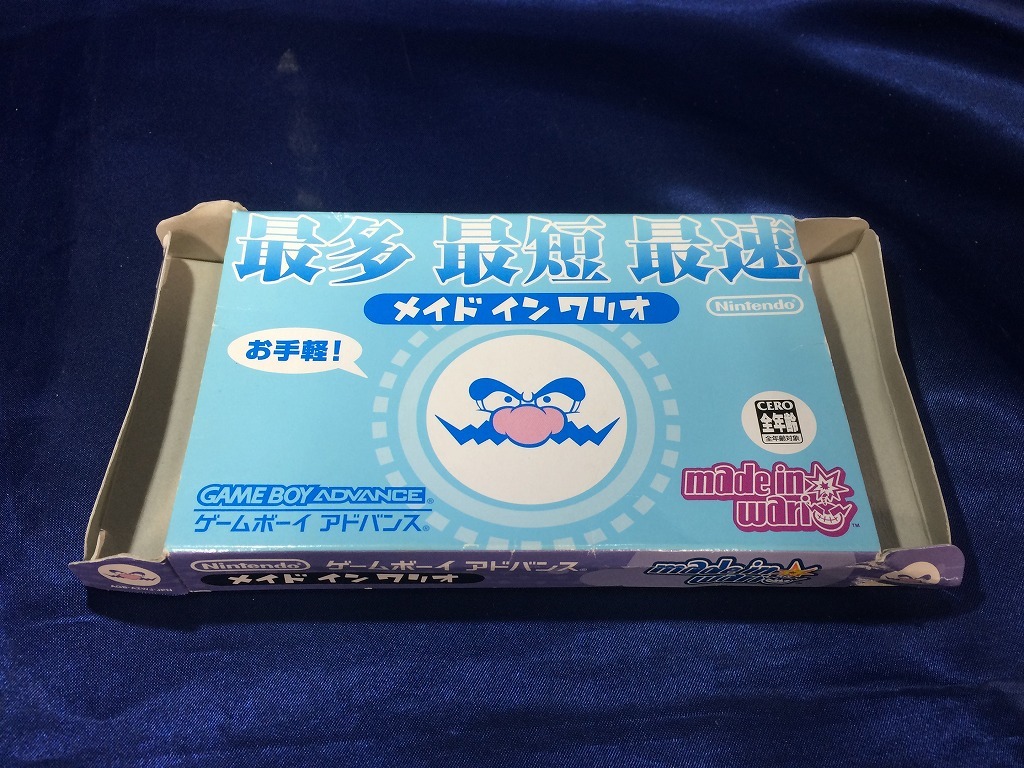 最多 最短 最速
メイド イン ワリオ
Nintendo
お手軽!
CERO
全年齢
全年齢対象
GAME BOY ADVANCE®
ゲームボーイ アドバンス®
made in
wario™
Nintendo ゲームボーイ アドバンス®
メイド イン ワリオ
made in
wario